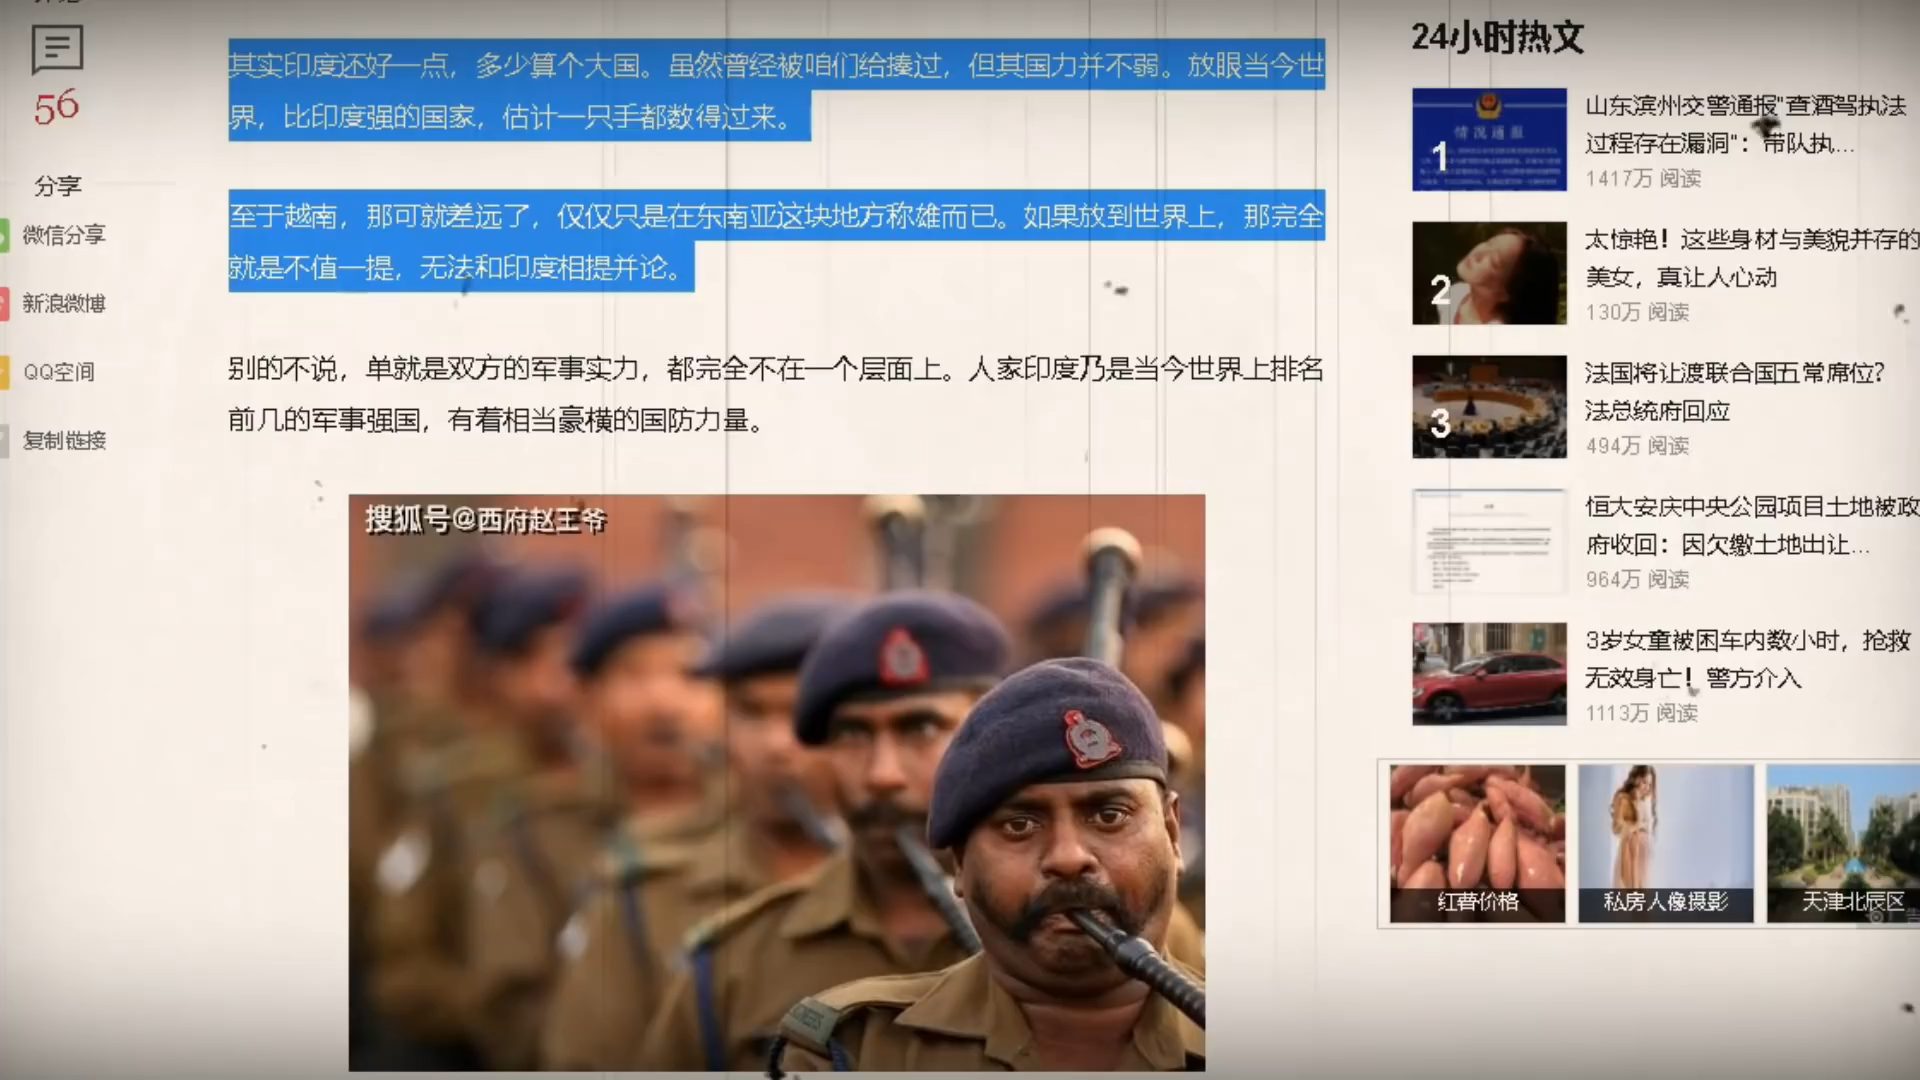 56
分享
微信分享
新浪微博
QQ空间
复制链接
其实印度还好一点，多少算个大国。虽然曾经被咱们给揍过，但其国力并不弱。放眼当今世
界，比印度强的国家，估计一只手都数得过来。
至于越南，那可就差远了，仅仅只是在东南亚这块地方称雄而已。如果放到世界上，那完全
就是不值一提，无法和印度相提并论。
别的不说，单就是双方的军事实力，都完全不在一个层面上。人家印度乃是当今世界上排名
前几的军事强国，有着相当豪横的国防力量。
搜狐号@西府赵王爷
24小时热文
情况通报
1
山东滨州交警通报"查酒驾执法
过程存在漏洞"：带队执...
1417万 阅读
2
太惊艳！这些身材与美貌并存的
美女，真让人心动
130万 阅读
3
法国将让渡联合国五常席位?
法总统府回应
494万 阅读
恒大安庆中央公园项目土地被政
府收回：因欠缴土地出让...
964万 阅读
3岁女童被困车内数小时，抢救
无效身亡！警方介入
1113万 阅读
红薯价格
私房人像摄影
天津北辰区